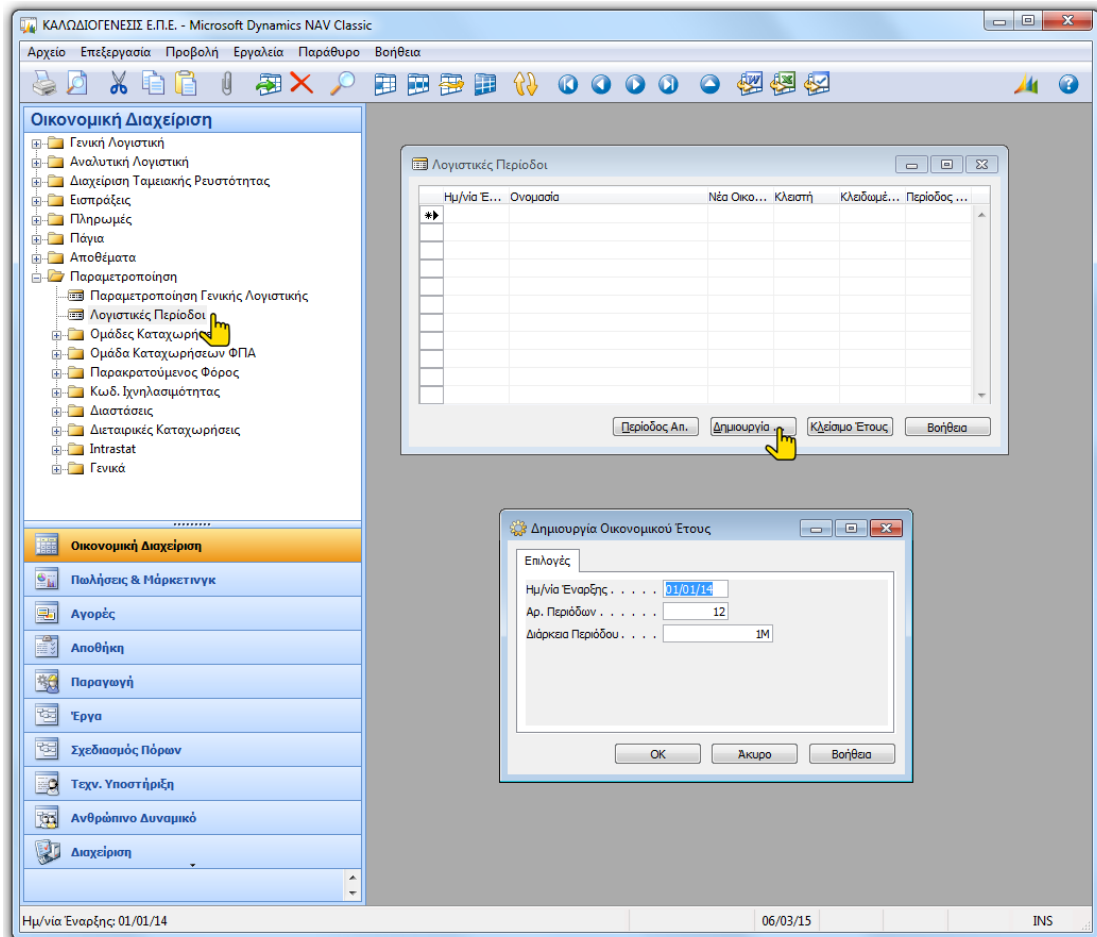 ΚΑΛΩΔΙΟΓΕΝΕΣΙΣ Ε.Π.Ε. - Microsoft Dynamics NAV Classic
Αρχείο Επεξεργασία Προβολή Εργαλεία Παράθυρο Βοήθεια
Οικονομική Διαχείριση
Γενική Λογιστική
Αναλυτική Λογιστική
Διαχείριση Ταμειακής Ρευστότητας
Εισπράξεις
Πληρωμές
Πάγια
Αποθέματα
Παραμετροποίηση
Παραμετροποίηση Γενικής Λογιστικής
Λογιστικές Περίοδοι
Ομάδες
Ομάδα Καταχωρήσεων ΦΠΑ
Παρακρατούμενος Φόρος
Κωδ. Ιχνηλασιμότητας
Διαστάσεις
Διεταιρικές Καταχωρήσεις
Intrastat
Γενικά
Οικονομική Διαχείριση
Πωλήσεις & Μάρκετινγκ
Αγορές
Αποθήκη
Παραγωγή
Έργα
Σχεδιασμός Πόρων
Τεχν. Υποστήριξη
Ανθρώπινο Δυναμικό
Διαχείριση
Λογιστικές Περίοδοι
Ημ/νία Έ... Ονομασία Νέα Οικο... Κλειστή Κλειδωμέ... Περίοδος ...
Περίοδος Απ. Δημιουργία ... Κλείσιμο Έτους Βοήθεια
Δημιουργία Οικονομικού Έτους
Επιλογές
Ημ/νία Έναρξης . . . . . 01/01/14
Αρ. Περιόδων . . . . . . 12
Διάρκεια Περιόδου . . . . 1M
OK Άκυρο Βοήθεια
Ημ/νία Έναρξης: 01/01/14 06/03/15 INS